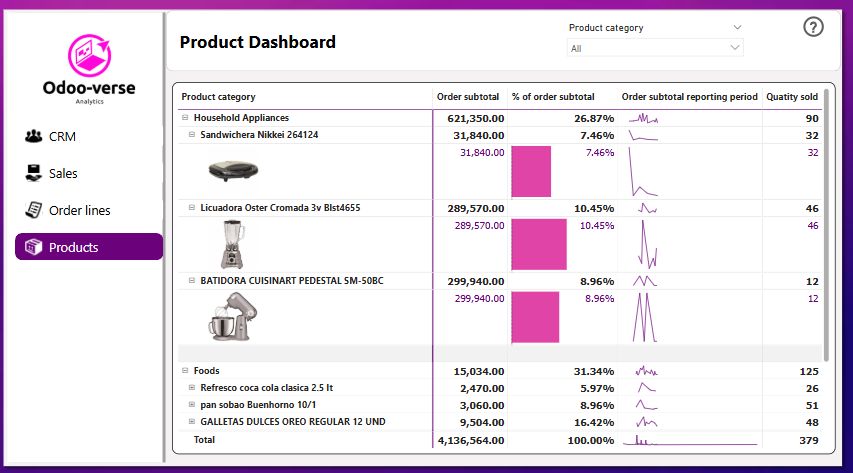 Product Dashboard
Product category
All
?
Odoo-verse
Analytics
CRM
Sales
Order lines
Products
Product category Order subtotal % of order subtotal Order subtotal reporting period Quatity sold
Household Appliances 621,350.00 26.87% 90
Sandwichera Nikkei 264124 31,840.00 7.46% 32
31,840.00 7.46% 32
Licuadora Oster Cromada 3v Blst4655 289,570.00 10.45% 46
289,570.00 10.45% 46
BATIDORA CUISINART PEDESTAL SM-50BC 299,940.00 8.96% 12
299,940.00 8.96% 12
Foods 15,034.00 31.34% 125
Refresco coca cola clasica 2.5 lt 2,470.00 5.97% 26
pan sobao Buenhorno 10/1 3,060.00 8.96% 51
GALLETAS DULCES OREO REGULAR 12 UND 9,504.00 16.42% 48
Total 4,136,564.00 100.00% 379